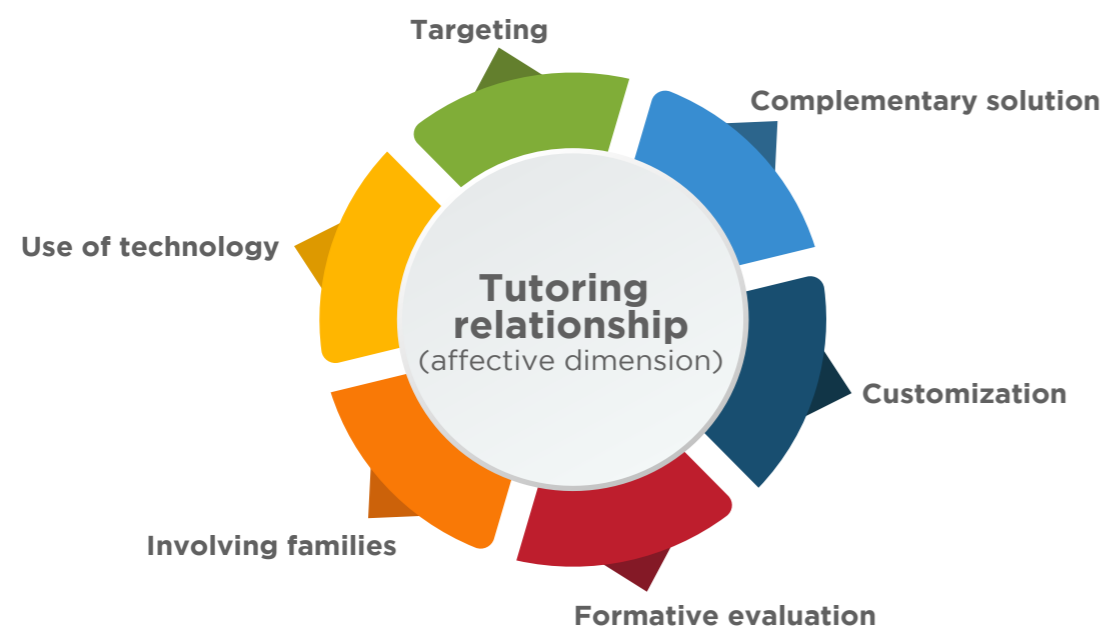 Targeting
Complementary solution
Use of technology
Tutoring
relationship
(affective dimension)
Customization
Involving families
Formative evaluation